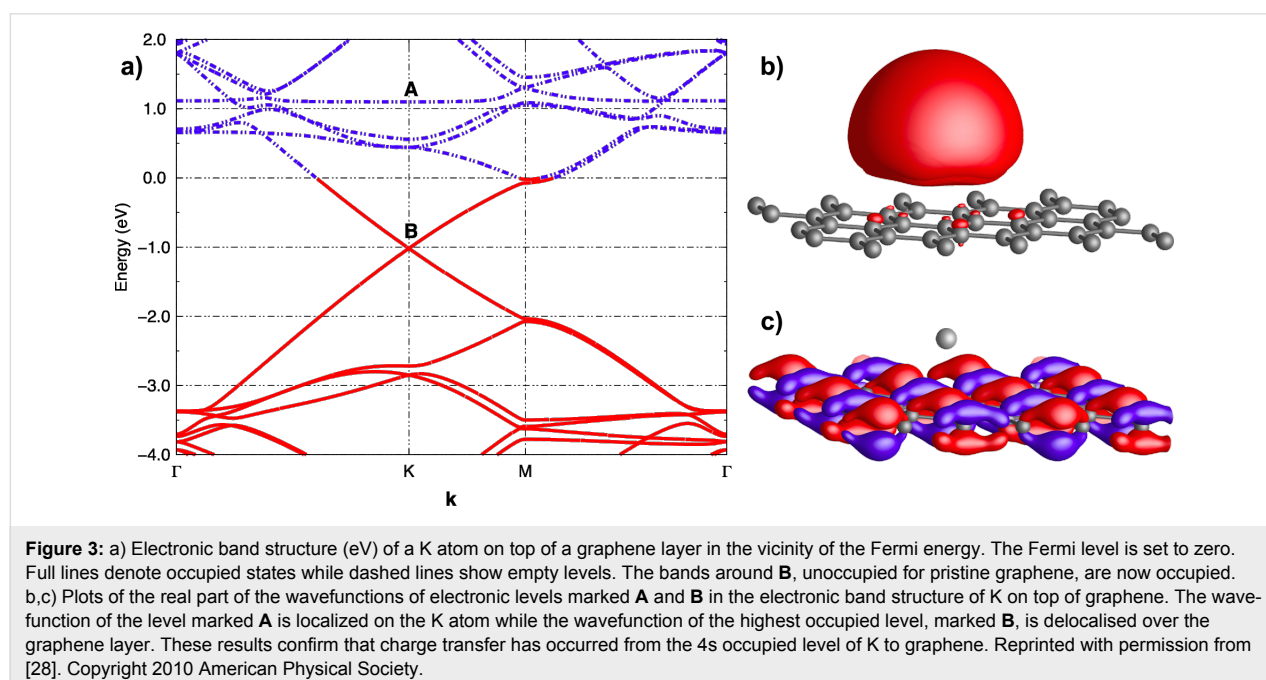 a)
2.0
1.0
0.0
−1.0
−2.0
−3.0
−4.0
Energy (eV)
A
B
Γ K M Γ
k
b)
c)
Figure 3: a) Electronic band structure (eV) of a K atom on top of a graphene layer in the vicinity of the Fermi energy. The Fermi level is set to zero.
Full lines denote occupied states while dashed lines show empty levels. The bands around B, unoccupied for pristine graphene, are now occupied.
b,c) Plots of the real part of the wavefunctions of electronic levels marked A and B in the electronic band structure of K on top of graphene. The wave-
function of the level marked A is localized on the K atom while the wavefunction of the highest occupied level, marked B, is delocalised over the
graphene layer. These results confirm that charge transfer has occurred from the 4s occupied level of K to graphene. Reprinted with permission from
[28]. Copyright 2010 American Physical Society.